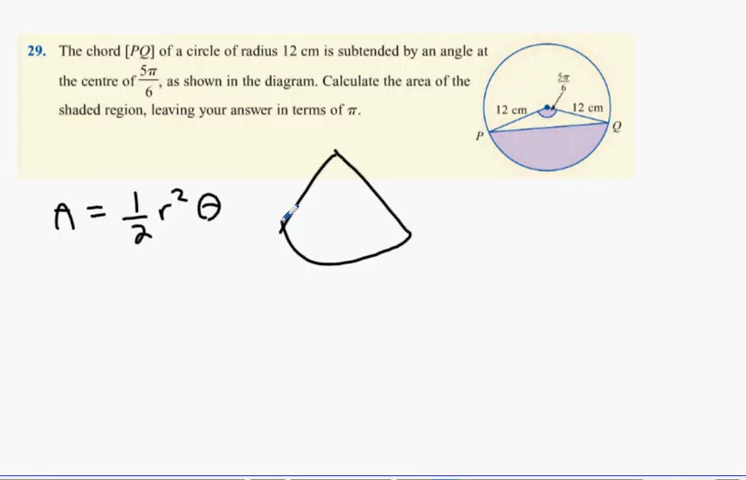 29. The chord [PQ] of a circle of radius 12 cm is subtended by an angle at
the centre of 5π/6, as shown in the diagram. Calculate the area of the
shaded region, leaving your answer in terms of π.
5π/6
12 cm
12 cm
P
Q
A = 1/2 r² θ